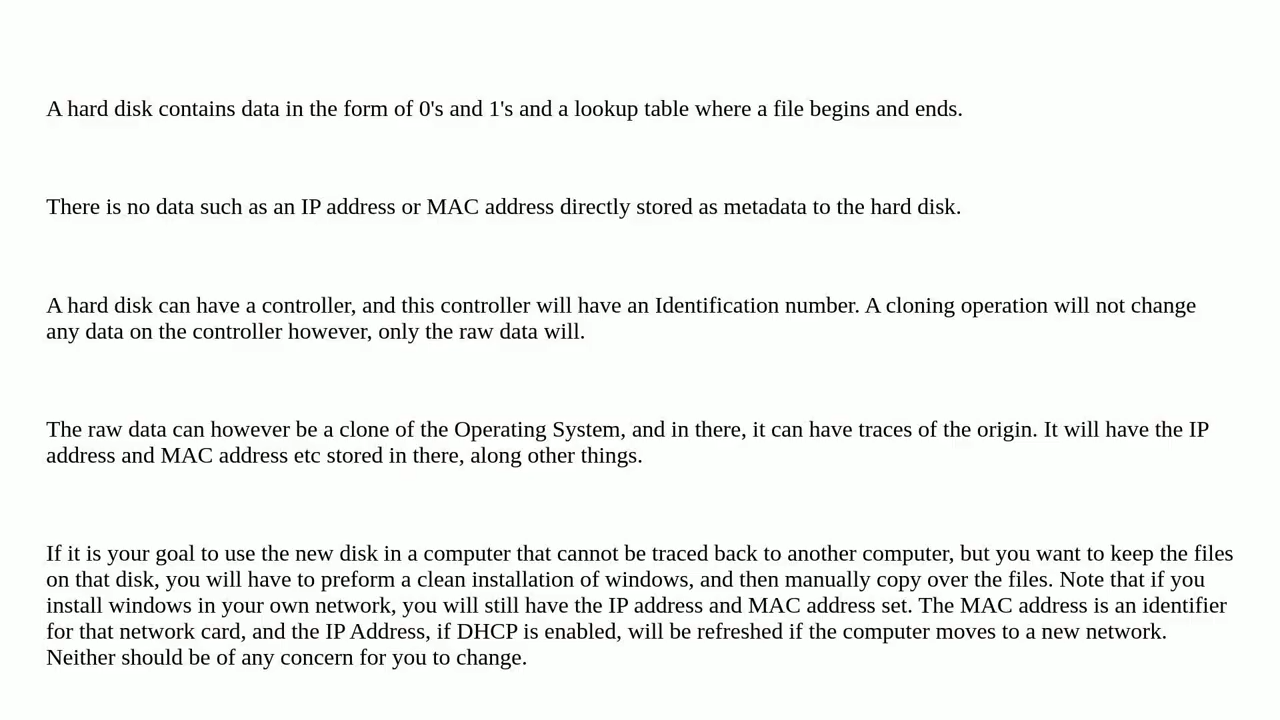 A hard disk contains data in the form of 0's and 1's and a lookup table where a file begins and ends.
There is no data such as an IP address or MAC address directly stored as metadata to the hard disk.
A hard disk can have a controller, and this controller will have an Identification number. A cloning operation will not change
any data on the controller however, only the raw data will.
The raw data can however be a clone of the Operating System, and in there, it can have traces of the origin. It will have the IP
address and MAC address etc stored in there, along other things.
If it is your goal to use the new disk in a computer that cannot be traced back to another computer, but you want to keep the files
on that disk, you will have to preform a clean installation of windows, and then manually copy over the files. Note that if you
install windows in your own network, you will still have the IP address and MAC address set. The MAC address is an identifier
for that network card, and the IP Address, if DHCP is enabled, will be refreshed if the computer moves to a new network.
Neither should be of any concern for you to change.